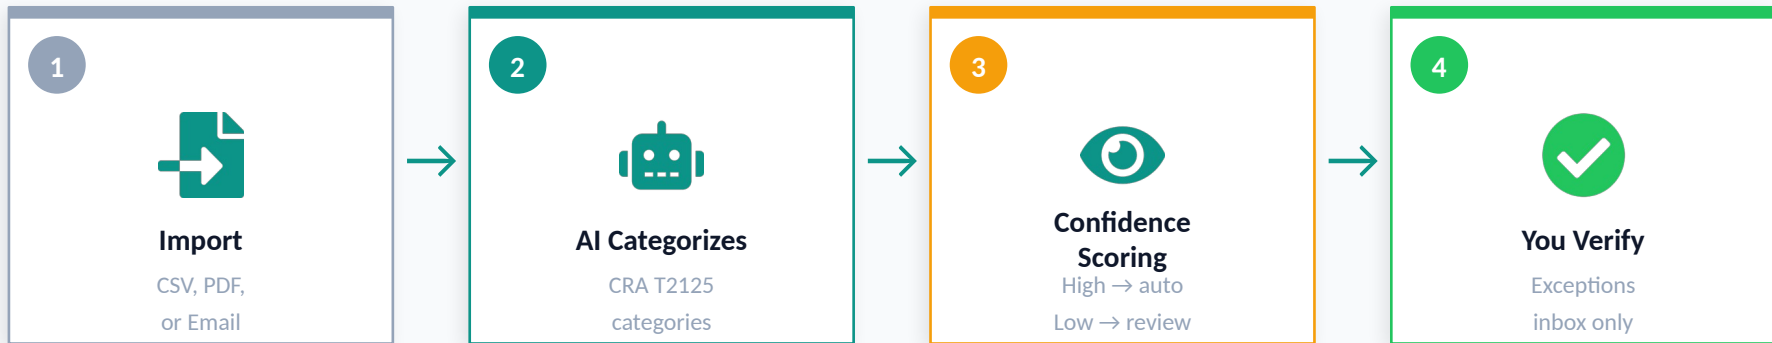 1
Import
CSV, PDF,
or Email
2
AI Categorizes
CRA T2125
categories
3
Confidence
Scoring
High → auto
Low → review
4
You Verify
Exceptions
inbox only